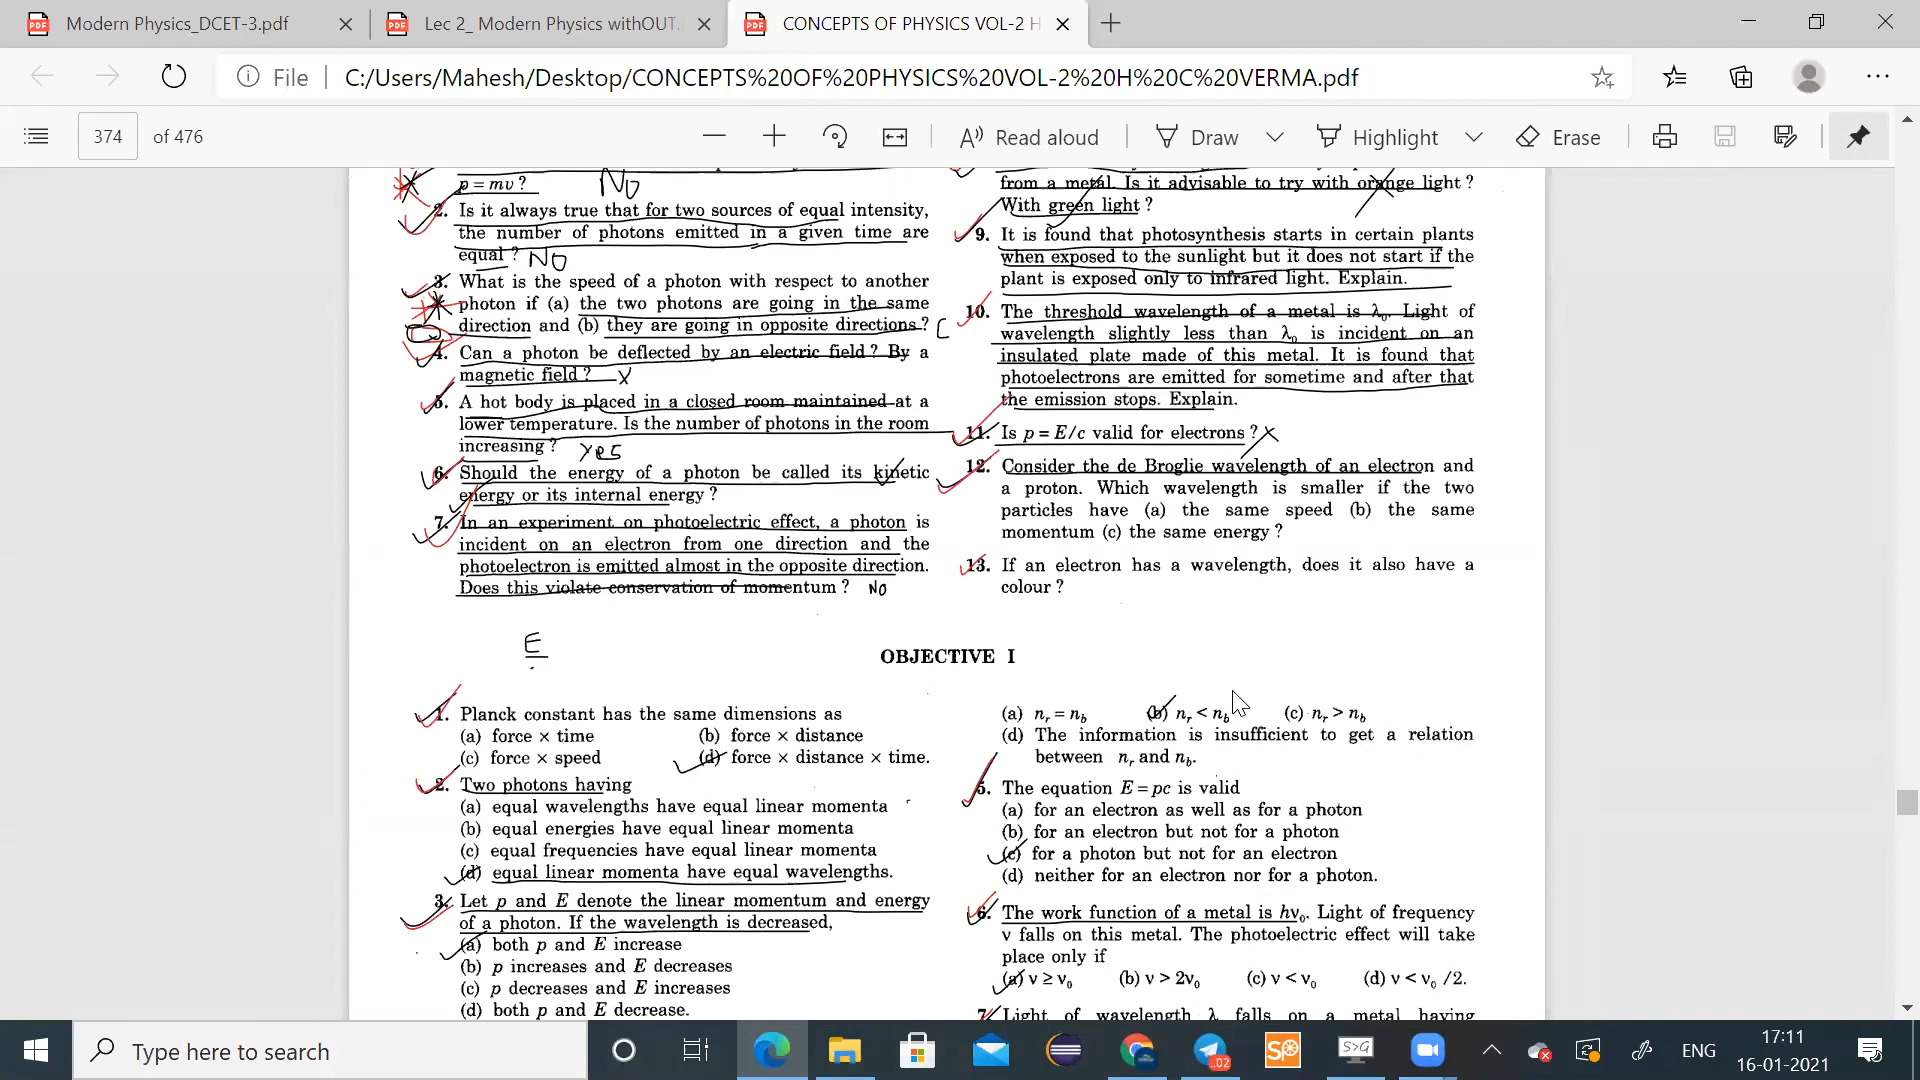 Modern Physics_DCET-3.pdf
Lec 2_ Modern Physics withOUT.
CONCEPTS OF PHYSICS VOL-2 H
File
C:/Users/Mahesh/Desktop/CONCEPTS%20OF%20PHYSICS%20VOL-2%20H%20C%20VERMA.pdf
374 of 476
Read aloud
Draw
Highlight
Erase
p = mv ? No
2. Is it always true that for two sources of equal intensity,
the number of photons emitted in a given time are
equal ? NO
3. What is the speed of a photon with respect to another
photon if (a) the two photons are going in the same
direction and (b) they are going in opposite directions ? C
4. Can a photon be deflected by an electric field ? By a
magnetic field ? X
5. A hot body is placed in a closed room maintained at a
lower temperature. Is the number of photons in the room
increasing ? Yes
6. Should the energy of a photon be called its kinetic
energy or its internal energy ?
7. In an experiment on photoelectric effect, a photon is
incident on an electron from one direction and the
photoelectron is emitted almost in the opposite direction.
Does this violate conservation of momentum ? NO
from a metal. Is it advisable to try with orange light ?
With green light ?
9. It is found that photosynthesis starts in certain plants
when exposed to the sunlight but it does not start if the
plant is exposed only to infrared light. Explain.
10. The threshold wavelength of a metal is λ₀. Light of
wavelength slightly less than λ₀ is incident on an
insulated plate made of this metal. It is found that
photoelectrons are emitted for sometime and after that
the emission stops. Explain.
11. Is p = E/c valid for electrons ? X
12. Consider the de Broglie wavelength of an electron and
a proton. Which wavelength is smaller if the two
particles have (a) the same speed (b) the same
momentum (c) the same energy ?
13. If an electron has a wavelength, does it also have a
colour ?
E
OBJECTIVE I
1. Planck constant has the same dimensions as
(a) force × time (b) force × distance
(c) force × speed (d) force × distance × time.
2. Two photons having
(a) equal wavelengths have equal linear momenta
(b) equal energies have equal linear momenta
(c) equal frequencies have equal linear momenta
(d) equal linear momenta have equal wavelengths.
3. Let p and E denote the linear momentum and energy
of a photon. If the wavelength is decreased,
(a) both p and E increase
(b) p increases and E decreases
(c) p decreases and E increases
(d) both p and E decrease.
(a) nᵣ = n_b (b) nᵣ < n_b (c) nᵣ > n_b
(d) The information is insufficient to get a relation
between nᵣ and n_b.
5. The equation E = pc is valid
(a) for an electron as well as for a photon
(b) for an electron but not for a photon
(c) for a photon but not for an electron
(d) neither for an electron nor for a photon.
6. The work function of a metal is hν₀. Light of frequency
ν falls on this metal. The photoelectric effect will take
place only if
(a) ν ≥ ν₀ (b) ν > 2ν₀ (c) ν < ν₀ (d) ν < ν₀ /2.
7. Light of wavelength λ falls on a metal having
Type here to search
ENG
17:11
16-01-2021